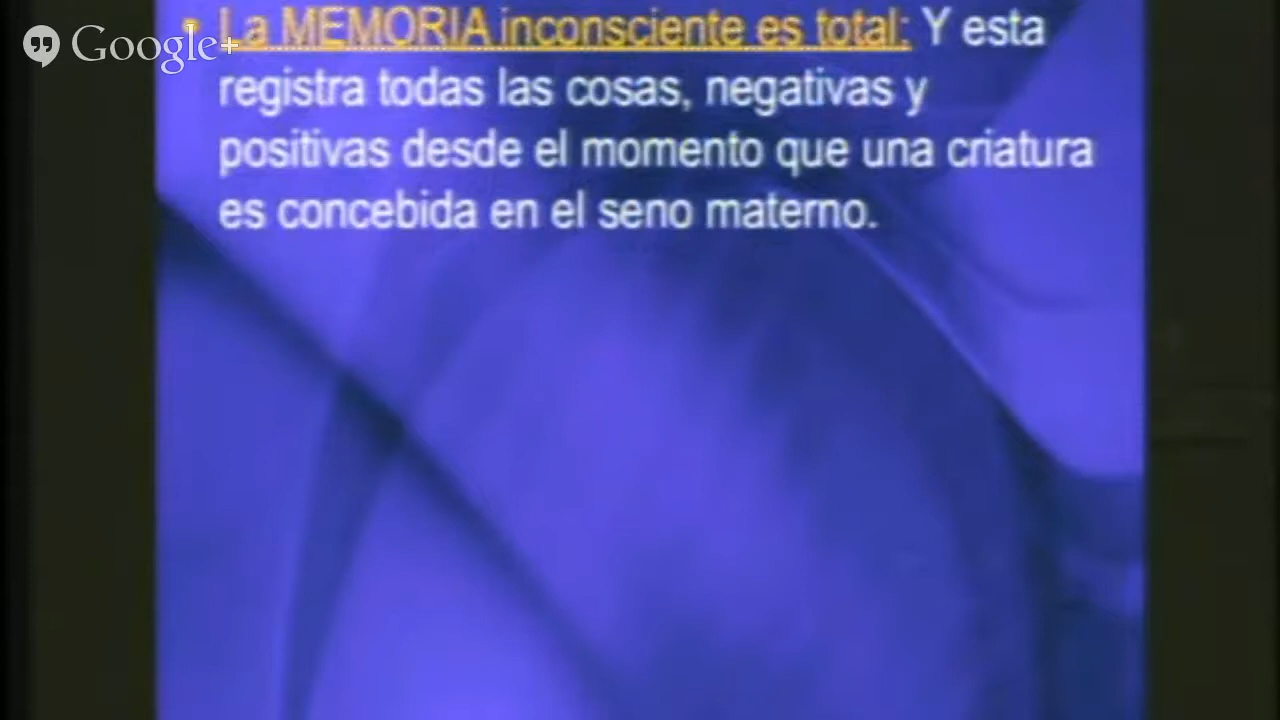 Google+
La MEMORIA inconsciente es total: Y esta
registra todas las cosas, negativas y
positivas desde el momento que una criatura
es concebida en el seno materno.